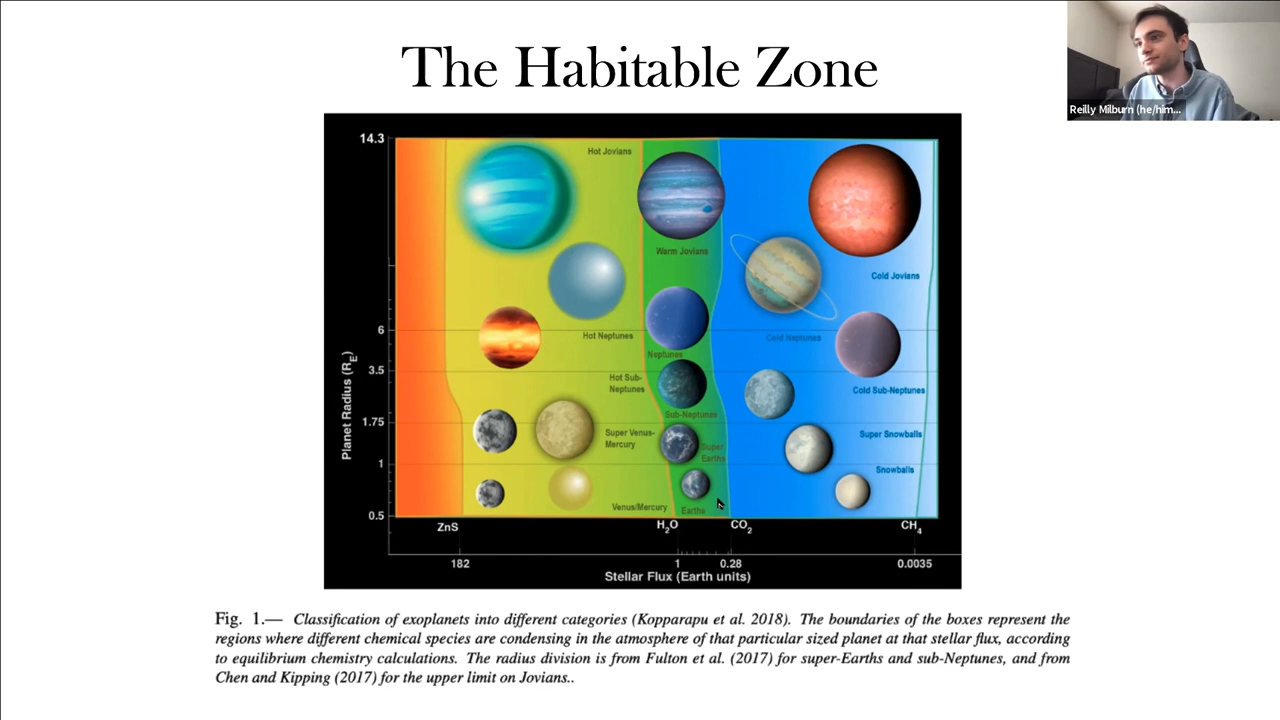 The Habitable Zone
Reilly Milburn (he/him...
14.3
Hot Jovians
Warm Jovians
Cold Jovians
6
Hot Neptunes
Cold Neptunes
Neptunes
3.5
Hot Sub-
Neptunes
Cold Sub-Neptunes
Sub-Neptunes
1.75
Super Venus-
Mercury
Super
Earths
Super Snowballs
1
Snowballs
Venus/Mercury
Earths
0.5
Planet Radius (RE)
ZnS
H2O
CO2
CH4
182
1
0.28
0.0035
Stellar Flux (Earth units)
Fig. 1.— Classification of exoplanets into different categories (Kopparapu et al. 2018). The boundaries of the boxes represent the
regions where different chemical species are condensing in the atmosphere of that particular sized planet at that stellar flux, according
to equilibrium chemistry calculations. The radius division is from Fulton et al. (2017) for super-Earths and sub-Neptunes, and from
Chen and Kipping (2017) for the upper limit on Jovians..